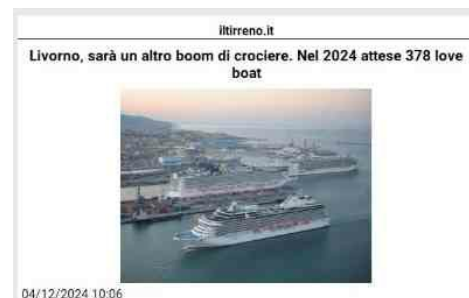 iltirreno.it
Livorno, sarà un altro boom di crociere. Nel 2024 attese 378 love
boat
04/12/2024 10:06